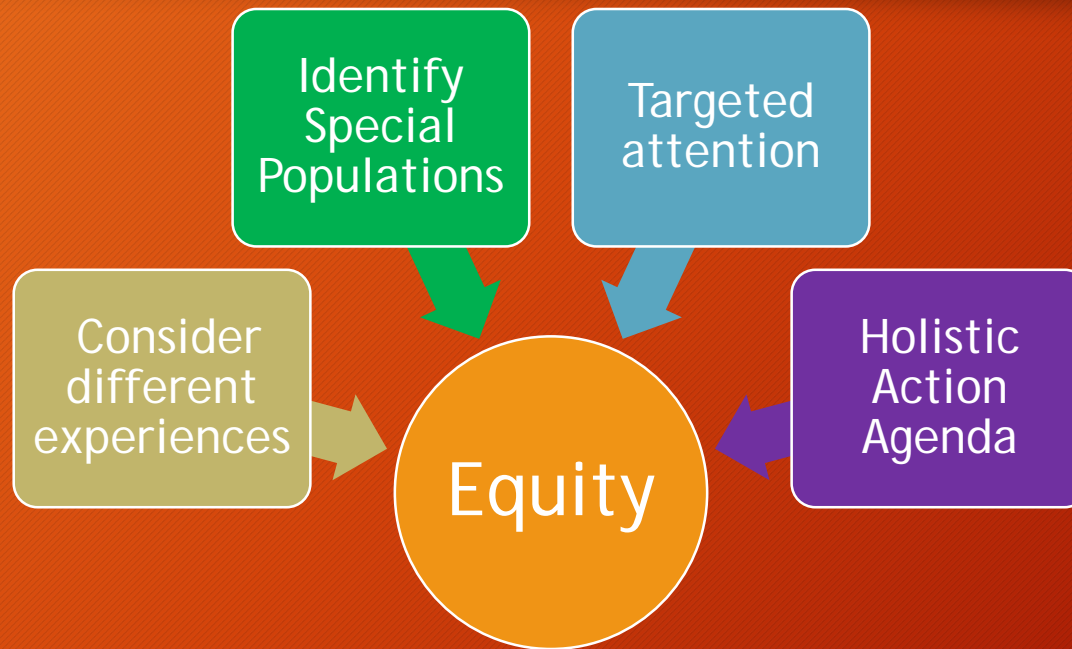 Identify
Special
Populations
Targeted
attention
Consider
different
experiences
Holistic
Action
Agenda
Equity